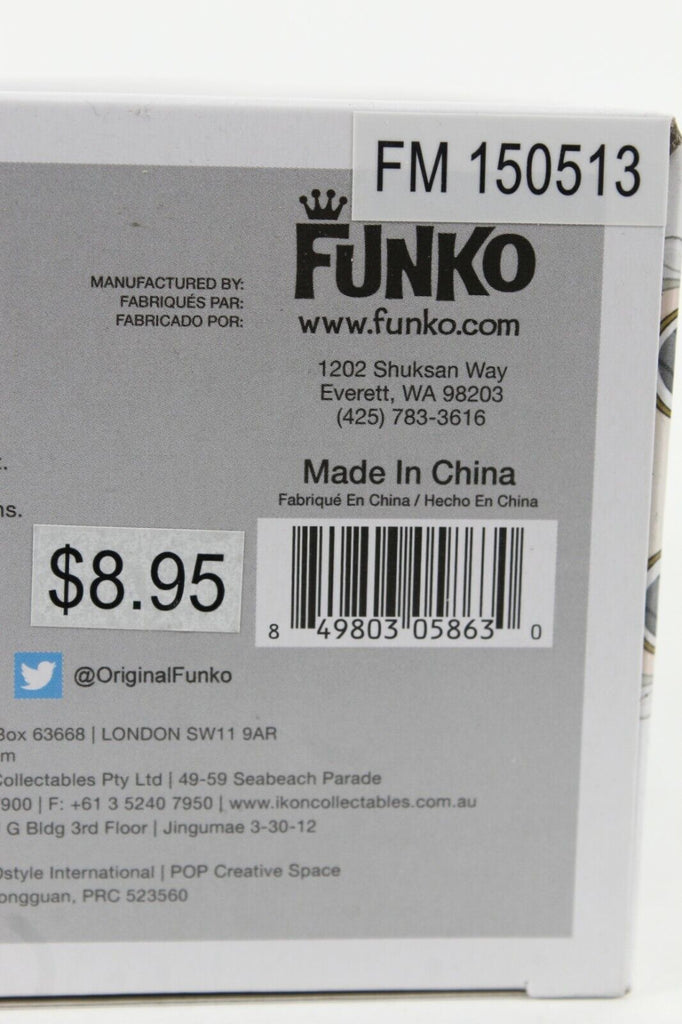 FM 150513
FUNKO
MANUFACTURED BY:
FABRIQUÉS PAR:
FABRICADO POR:
www.funko.com
1202 Shuksan Way
Everett, WA 98203
(425) 783-3616
Made In China
Fabriqué En China / Hecho En China
ns.
$8.95
8 49803 05863 0
@OriginalFunko
Box 63668 | LONDON SW11 9AR
m
Collectables Pty Ltd | 49-59 Seabeach Parade
7900 | F: +61 3 5240 7950 | www.ikoncollectables.com.au
G Bldg 3rd Floor | Jingumae 3-30-12
style International | POP Creative Space
ongguan, PRC 523560